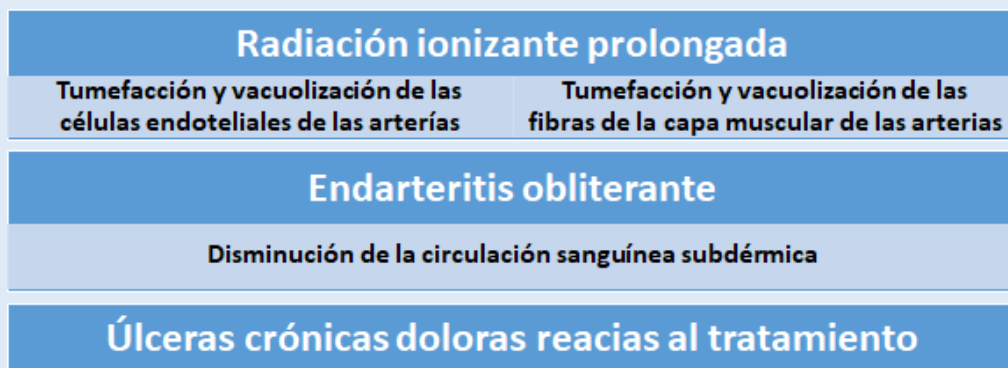 Radiación ionizante prolongada
Tumefacción y vacuolización de las
células endoteliales de las arterías
Tumefacción y vacuolización de las
fibras de la capa muscular de las arterias
Endarteritis obliterante
Disminución de la circulación sanguínea subdérmica
Úlceras crónicas doloras reacias al tratamiento